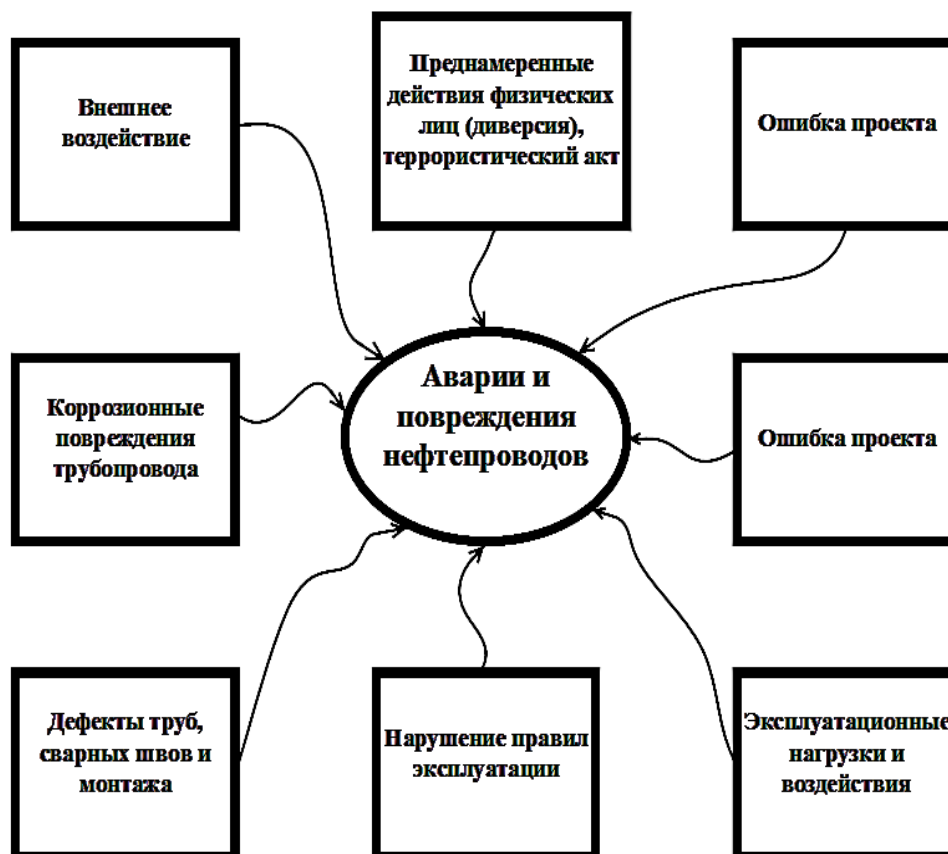 Внешнее
воздействие
Преднамеренные
действия физических
лиц (диверсия),
террористический акт
Ошибка проекта
Коррозионные
повреждения
трубопровода
Аварии и
повреждения
нефтепроводов
Ошибка проекта
Дефекты труб,
сварных швов и
монтажа
Нарушение правил
эксплуатации
Эксплуатационные
нагрузки и
воздействия